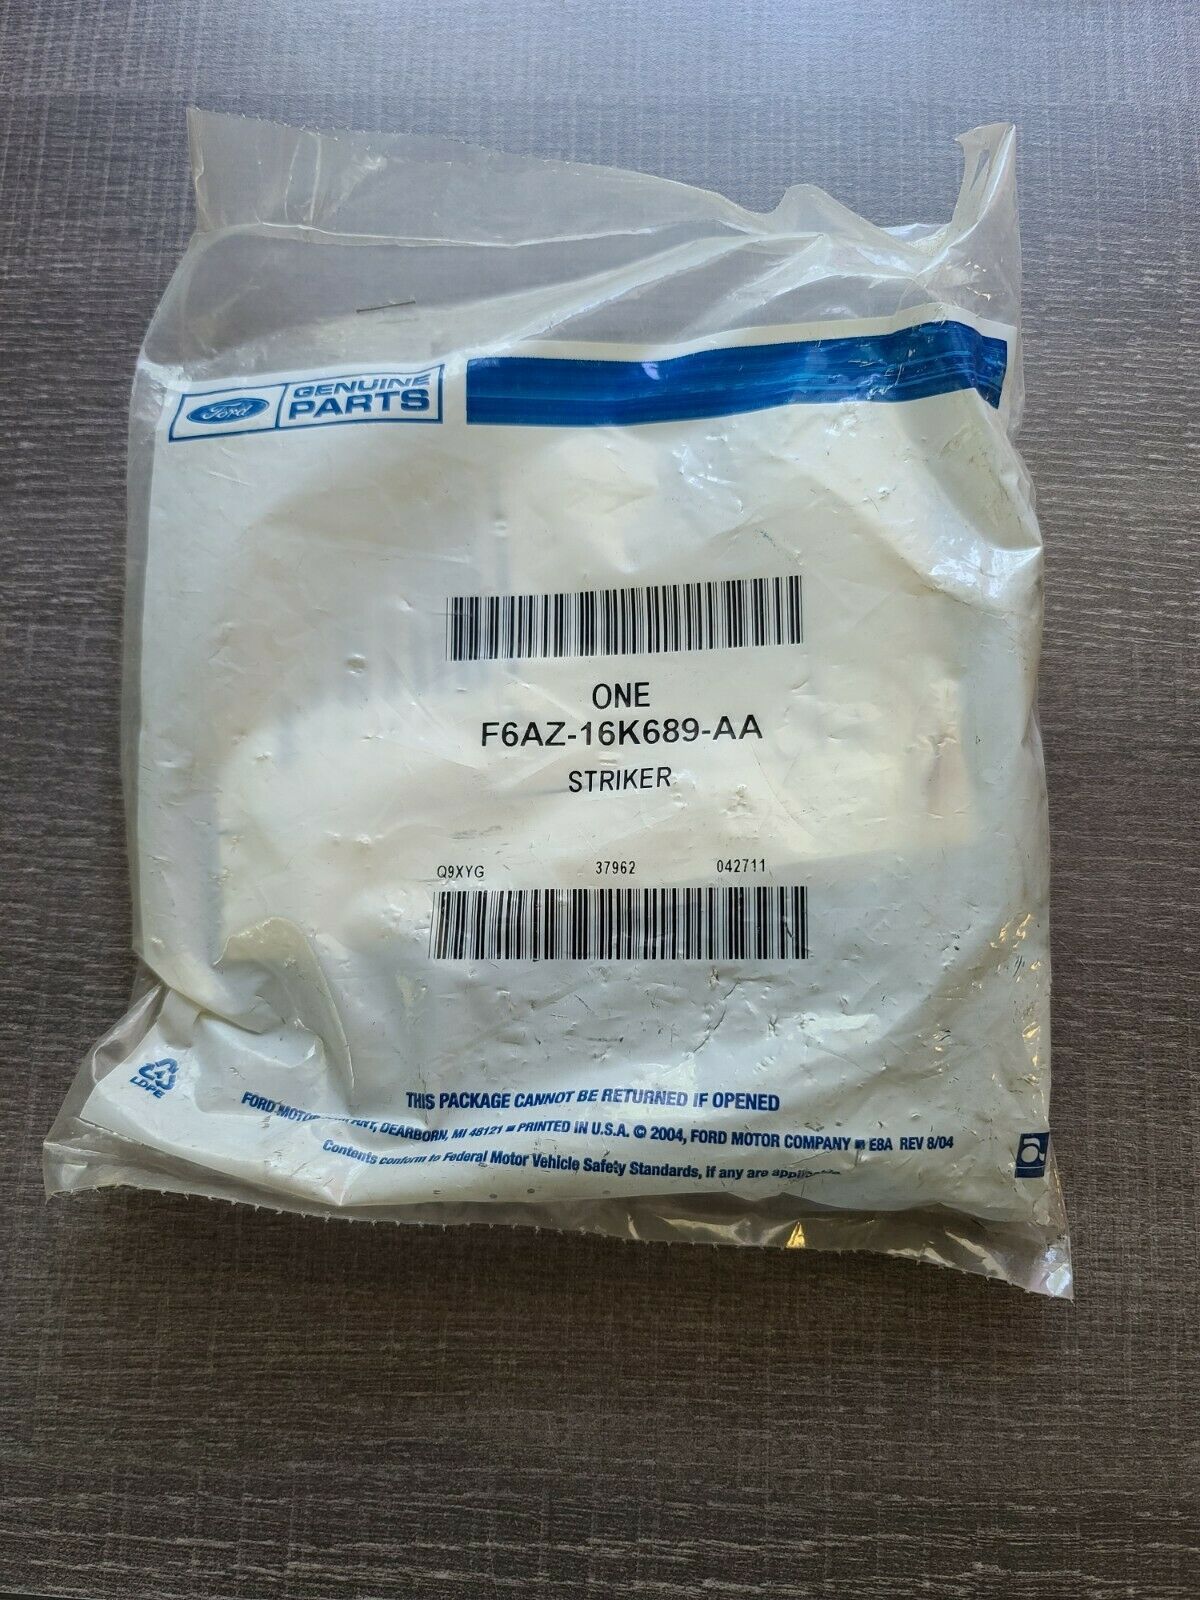 Ford GENUINE
PARTS
ONE
F6AZ-16K689-AA
STRIKER
Q9XYG 37962 042711
LDPE
THIS PACKAGE CANNOT BE RETURNED IF OPENED
FORD MOTOR DEARBORN, MI 48121 ■ PRINTED IN U.S.A. © 2004, FORD MOTOR COMPANY ■ E8A REV 8/04
Contents conform to Federal Motor Vehicle Safety Standards, if any are applicable